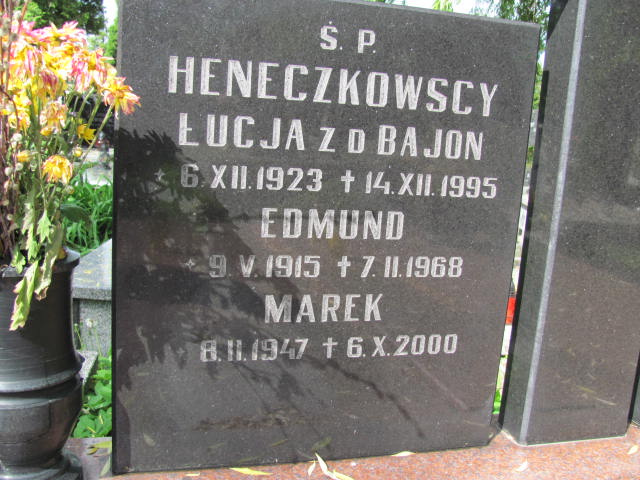 Ś. P.
HENECZKOWSCY
ŁUCJA Z D BAJON
* 6.XII.1923 † 14.XII.1995
EDMUND
* 9.V.1915 † 7.II.1968
MAREK
8.II.1947 † 6.X.2000